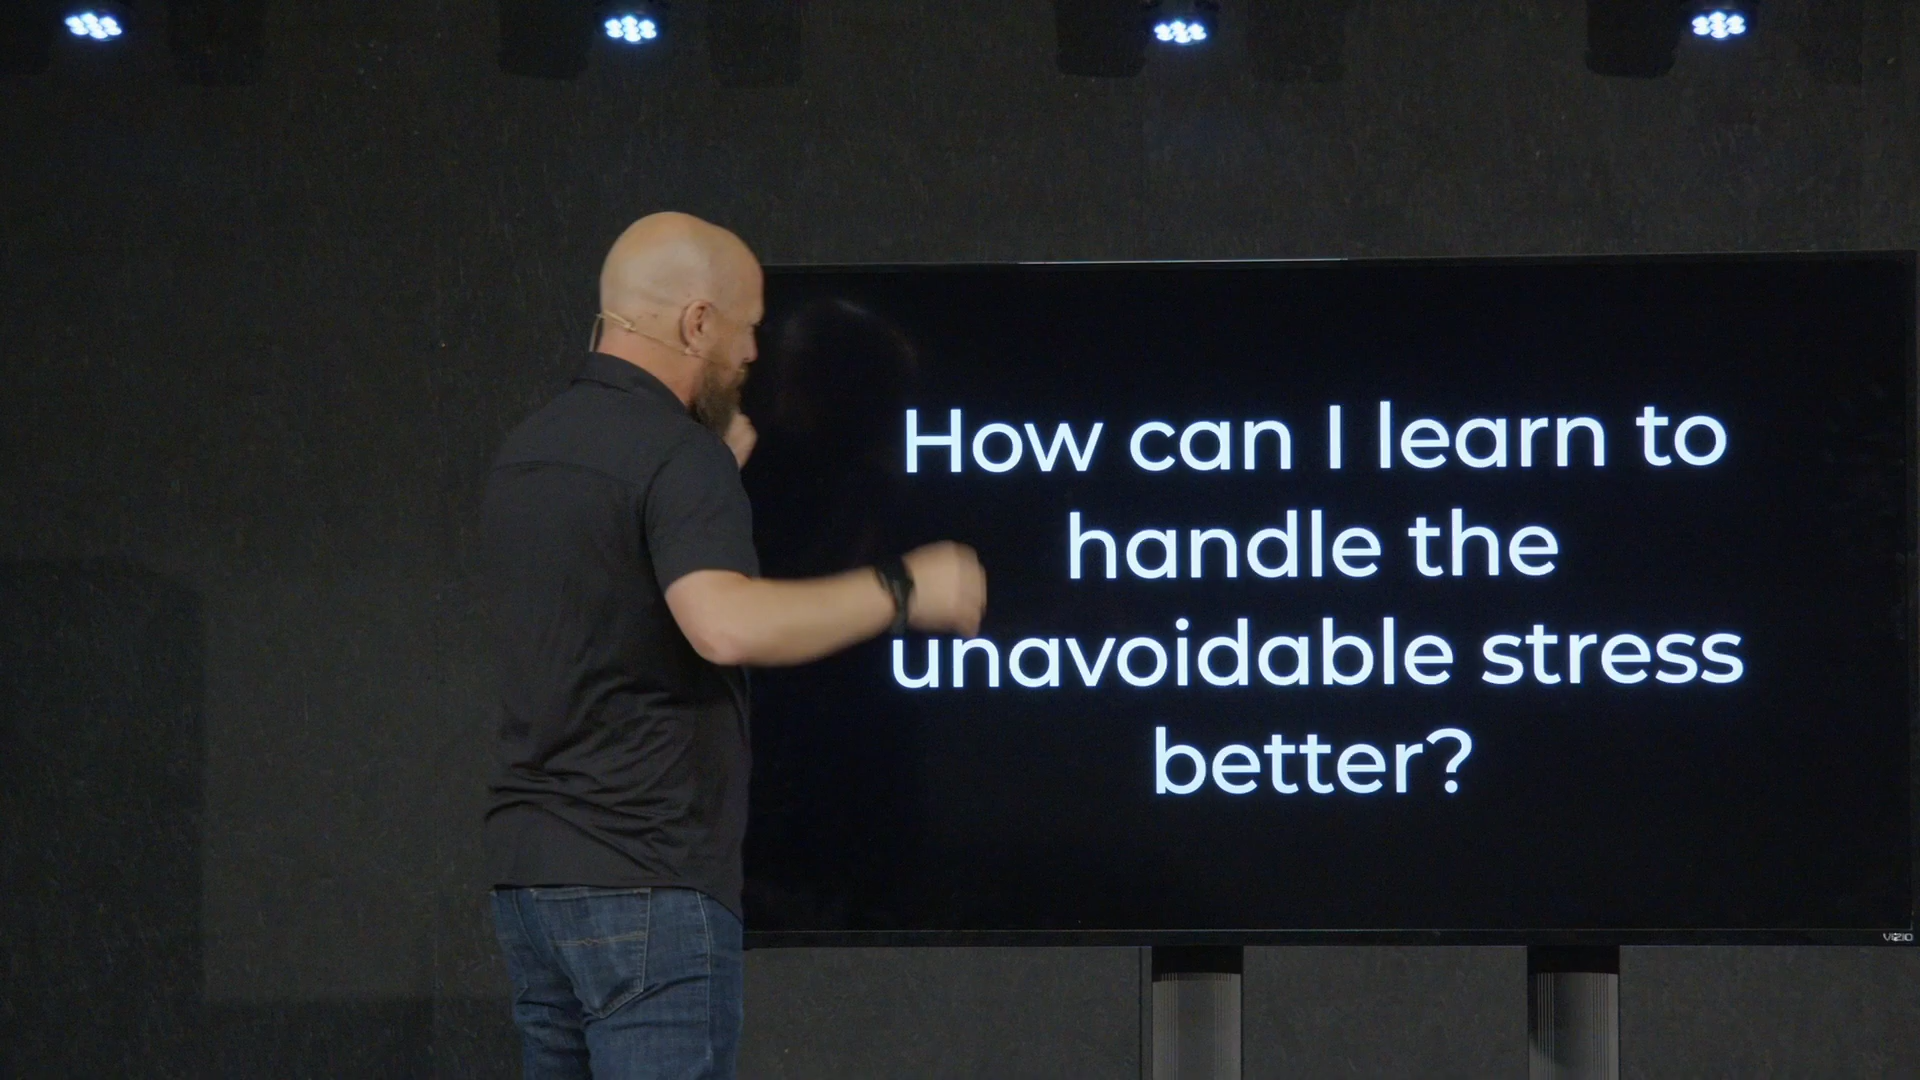 How can I learn to
handle the
unavoidable stress
better?
VIZIO